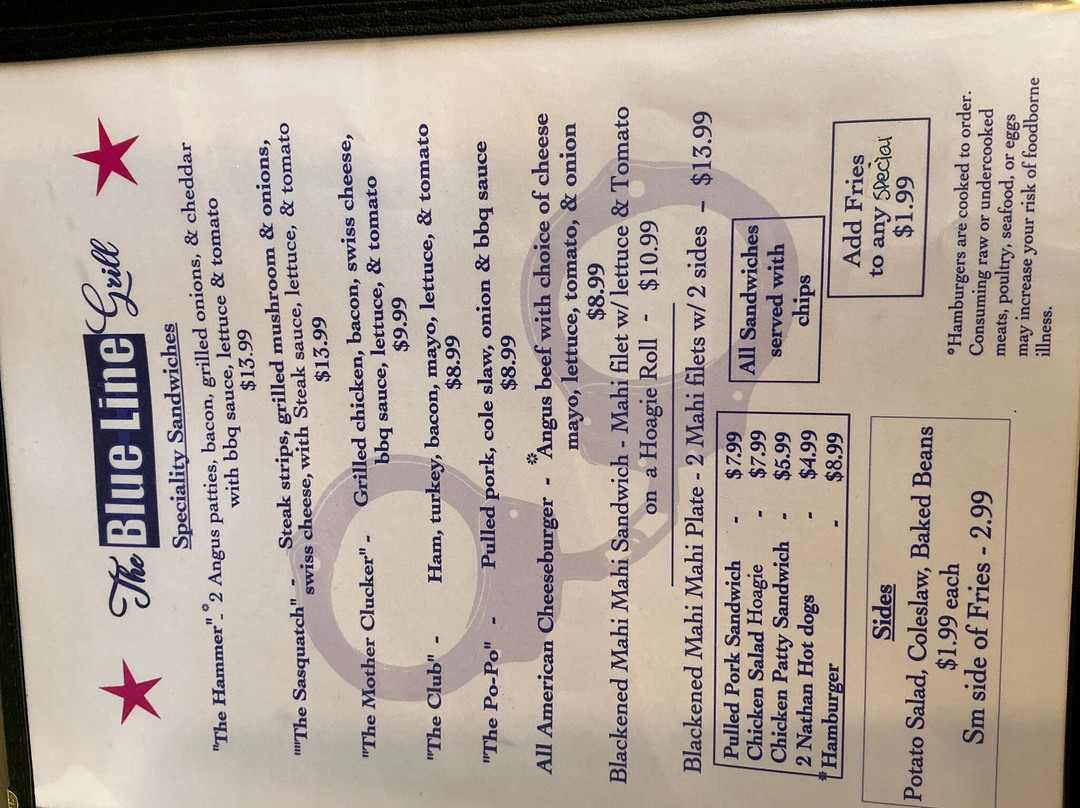 The Blue Line Grill
Speciality Sandwiches
"The Hammer"* - 2 Angus patties, bacon, grilled onions, & cheddar
with bbq sauce, lettuce & tomato
$13.99
""The Sasquatch" - Steak strips, grilled mushroom & onions,
swiss cheese, with Steak sauce, lettuce, & tomato
$13.99
"The Mother Clucker" - Grilled chicken, bacon, swiss cheese,
bbq sauce, lettuce, & tomato
$9.99
"The Club" - Ham, turkey, bacon, mayo, lettuce, & tomato
$8.99
"The Po-Po" - Pulled pork, cole slaw, onion & bbq sauce
$8.99
All American Cheeseburger - *Angus beef with choice of cheese
mayo, lettuce, tomato, & onion
$8.99
Blackened Mahi Mahi Sandwich - Mahi filet w/ lettuce & Tomato
on a Hoagie Roll - $10.99
Blackened Mahi Mahi Plate - 2 Mahi filets w/ 2 sides - $13.99
Pulled Pork Sandwich - $7.99
Chicken Salad Hoagie - $7.99
Chicken Patty Sandwich - $5.99
2 Nathan Hot dogs - $4.99
*Hamburger - $8.99
All Sandwiches
served with
chips
Add Fries
to any special
$1.99
Sides
Potato Salad, Coleslaw, Baked Beans
$1.99 each
Sm side of Fries - 2.99
*Hamburgers are cooked to order.
Consuming raw or undercooked
meats, poultry, seafood, or eggs
may increase your risk of foodborne
illness.